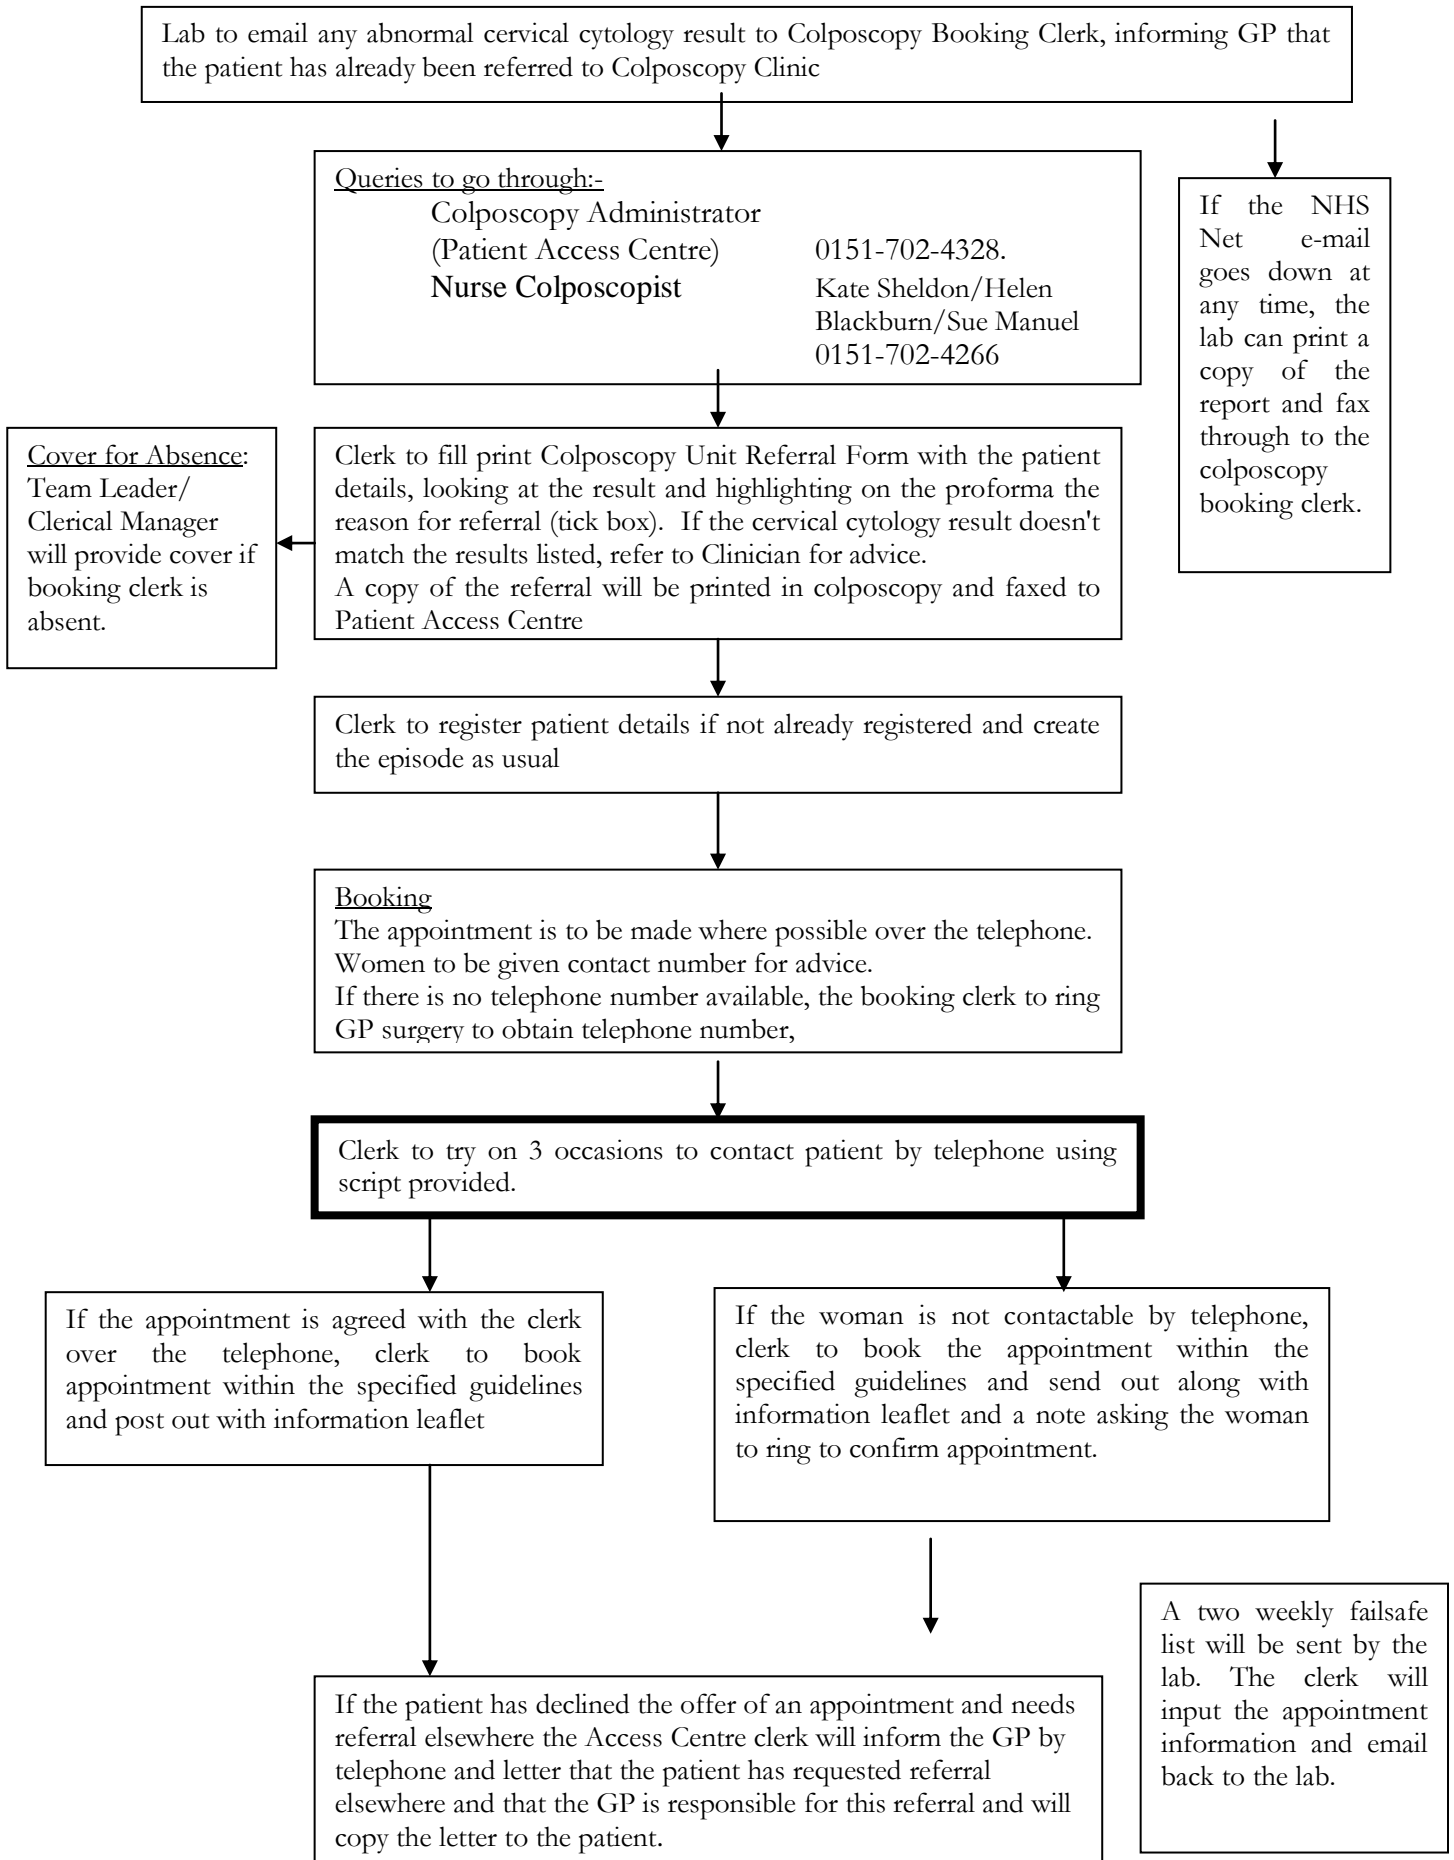 Lab to email any abnormal cervical cytology result to Colposcopy Booking Clerk, informing GP that
the patient has already been referred to Colposcopy Clinic
Queries to go through:-
Colposcopy Administrator
(Patient Access Centre) 0151-702-4328.
Nurse Colposcopist Kate Sheldon/Helen
Blackburn/Sue Manuel
0151-702-4266
If the NHS
Net e-mail
goes down at
any time, the
lab can print a
copy of the
report and fax
through to the
colposcopy
booking clerk.
Cover for Absence:
Team Leader/
Clerical Manager
will provide cover if
booking clerk is
absent.
Clerk to fill print Colposcopy Unit Referral Form with the patient
details, looking at the result and highlighting on the proforma the
reason for referral (tick box). If the cervical cytology result doesn't
match the results listed, refer to Clinician for advice.
A copy of the referral will be printed in colposcopy and faxed to
Patient Access Centre
Clerk to register patient details if not already registered and create
the episode as usual
Booking
The appointment is to be made where possible over the telephone.
Women to be given contact number for advice.
If there is no telephone number available, the booking clerk to ring
GP surgery to obtain telephone number,
Clerk to try on 3 occasions to contact patient by telephone using
script provided.
If the appointment is agreed with the clerk
over the telephone, clerk to book
appointment within the specified guidelines
and post out with information leaflet
If the woman is not contactable by telephone,
clerk to book the appointment within the
specified guidelines and send out along with
information leaflet and a note asking the woman
to ring to confirm appointment.
If the patient has declined the offer of an appointment and needs
referral elsewhere the Access Centre clerk will inform the GP by
telephone and letter that the patient has requested referral
elsewhere and that the GP is responsible for this referral and will
copy the letter to the patient.
A two weekly failsafe
list will be sent by the
lab. The clerk will
input the appointment
information and email
back to the lab.